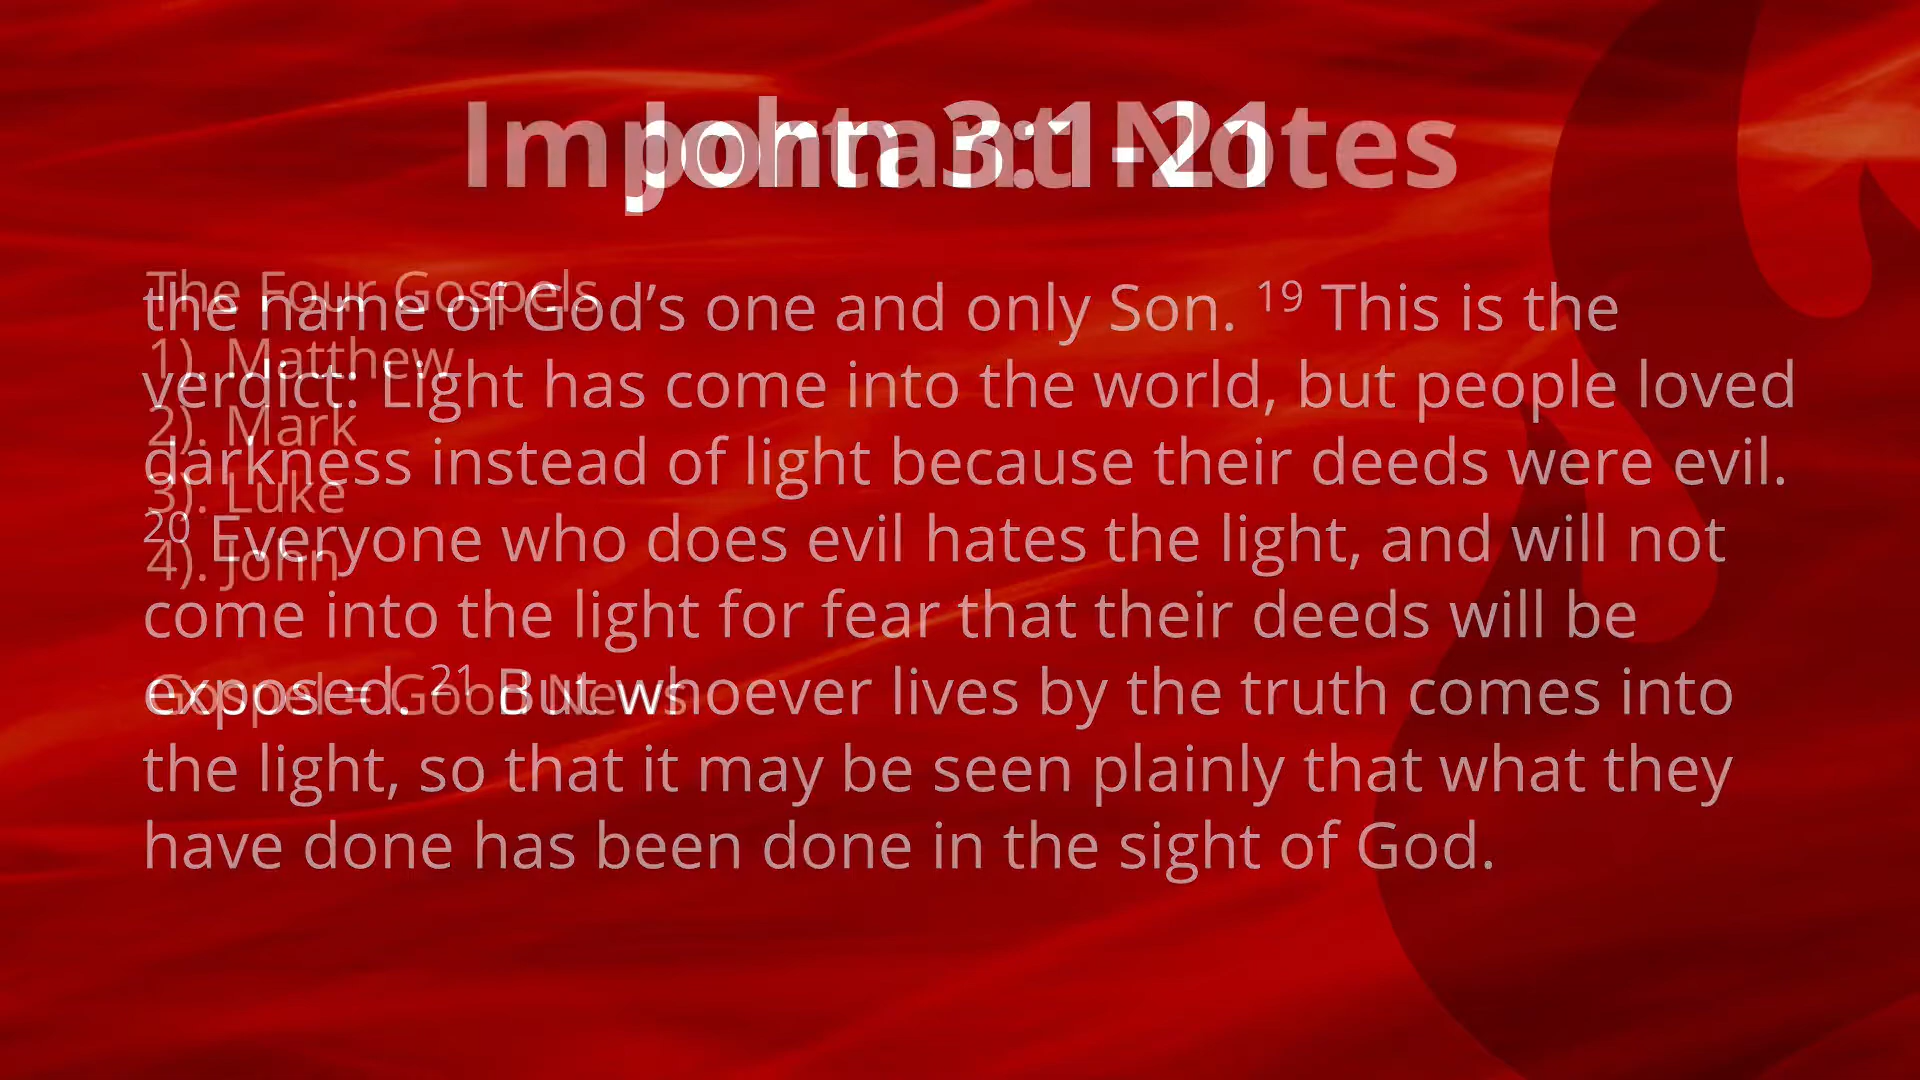 Important Notes
John 3:1-21
The Four Gospels
1). Matthew
2). Mark
3). Luke
4). John
Gospel = Good News
the name of God’s one and only Son. 19 This is the
verdict: Light has come into the world, but people loved
darkness instead of light because their deeds were evil.
20 Everyone who does evil hates the light, and will not
come into the light for fear that their deeds will be
exposed. 21 But whoever lives by the truth comes into
the light, so that it may be seen plainly that what they
have done has been done in the sight of God.